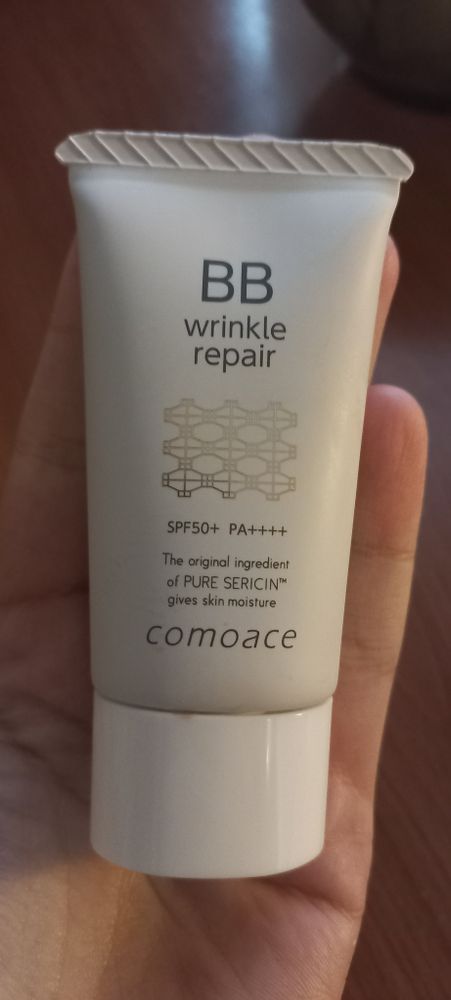 BB
wrinkle
repair
SPF50+ PA++++
The original ingredient
of PURE SERICIN™
gives skin moisture
comoace